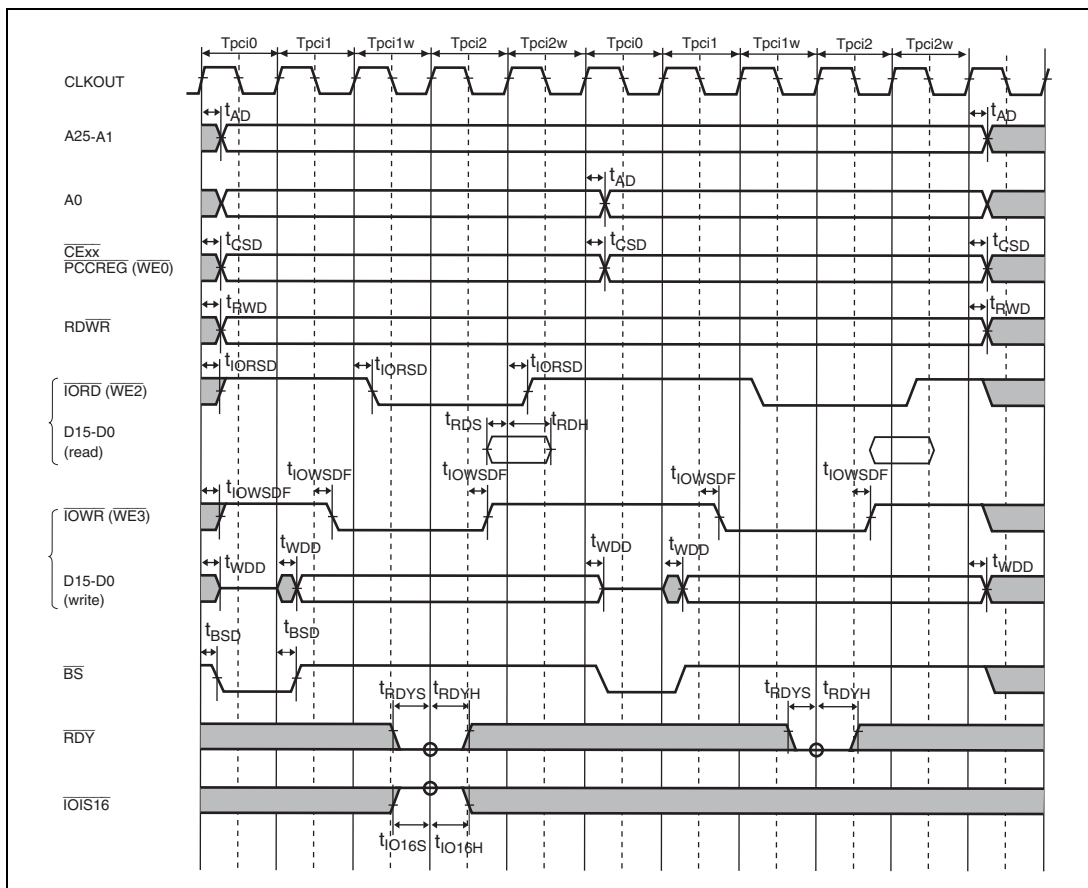 Tpci0 Tpci1 Tpci1w Tpci2 Tpci2w Tpci0 Tpci1 Tpci1w Tpci2 Tpci2w
CLKOUT
tAD tAD
A25-A1
tAD
A0
tCSD tCSD tCSD
CExx
PCCREG (WE0)
tRWD tRWD
RDWR
tIORSD tIORSD tIORSD
IORD (WE2)
tRDS tRDH
D15-D0
(read)
tIOWSDF tIOWSDF tIOWSDF tIOWSDF
tIOWSDF
IOWR (WE3)
tWDD tWDD tWDD tWDD tWDD
D15-D0
(write)
tBSD tBSD
BS
tRDYS tRDYH tRDYS tRDYH
RDY
IOIS16
tIO16S tIO16H